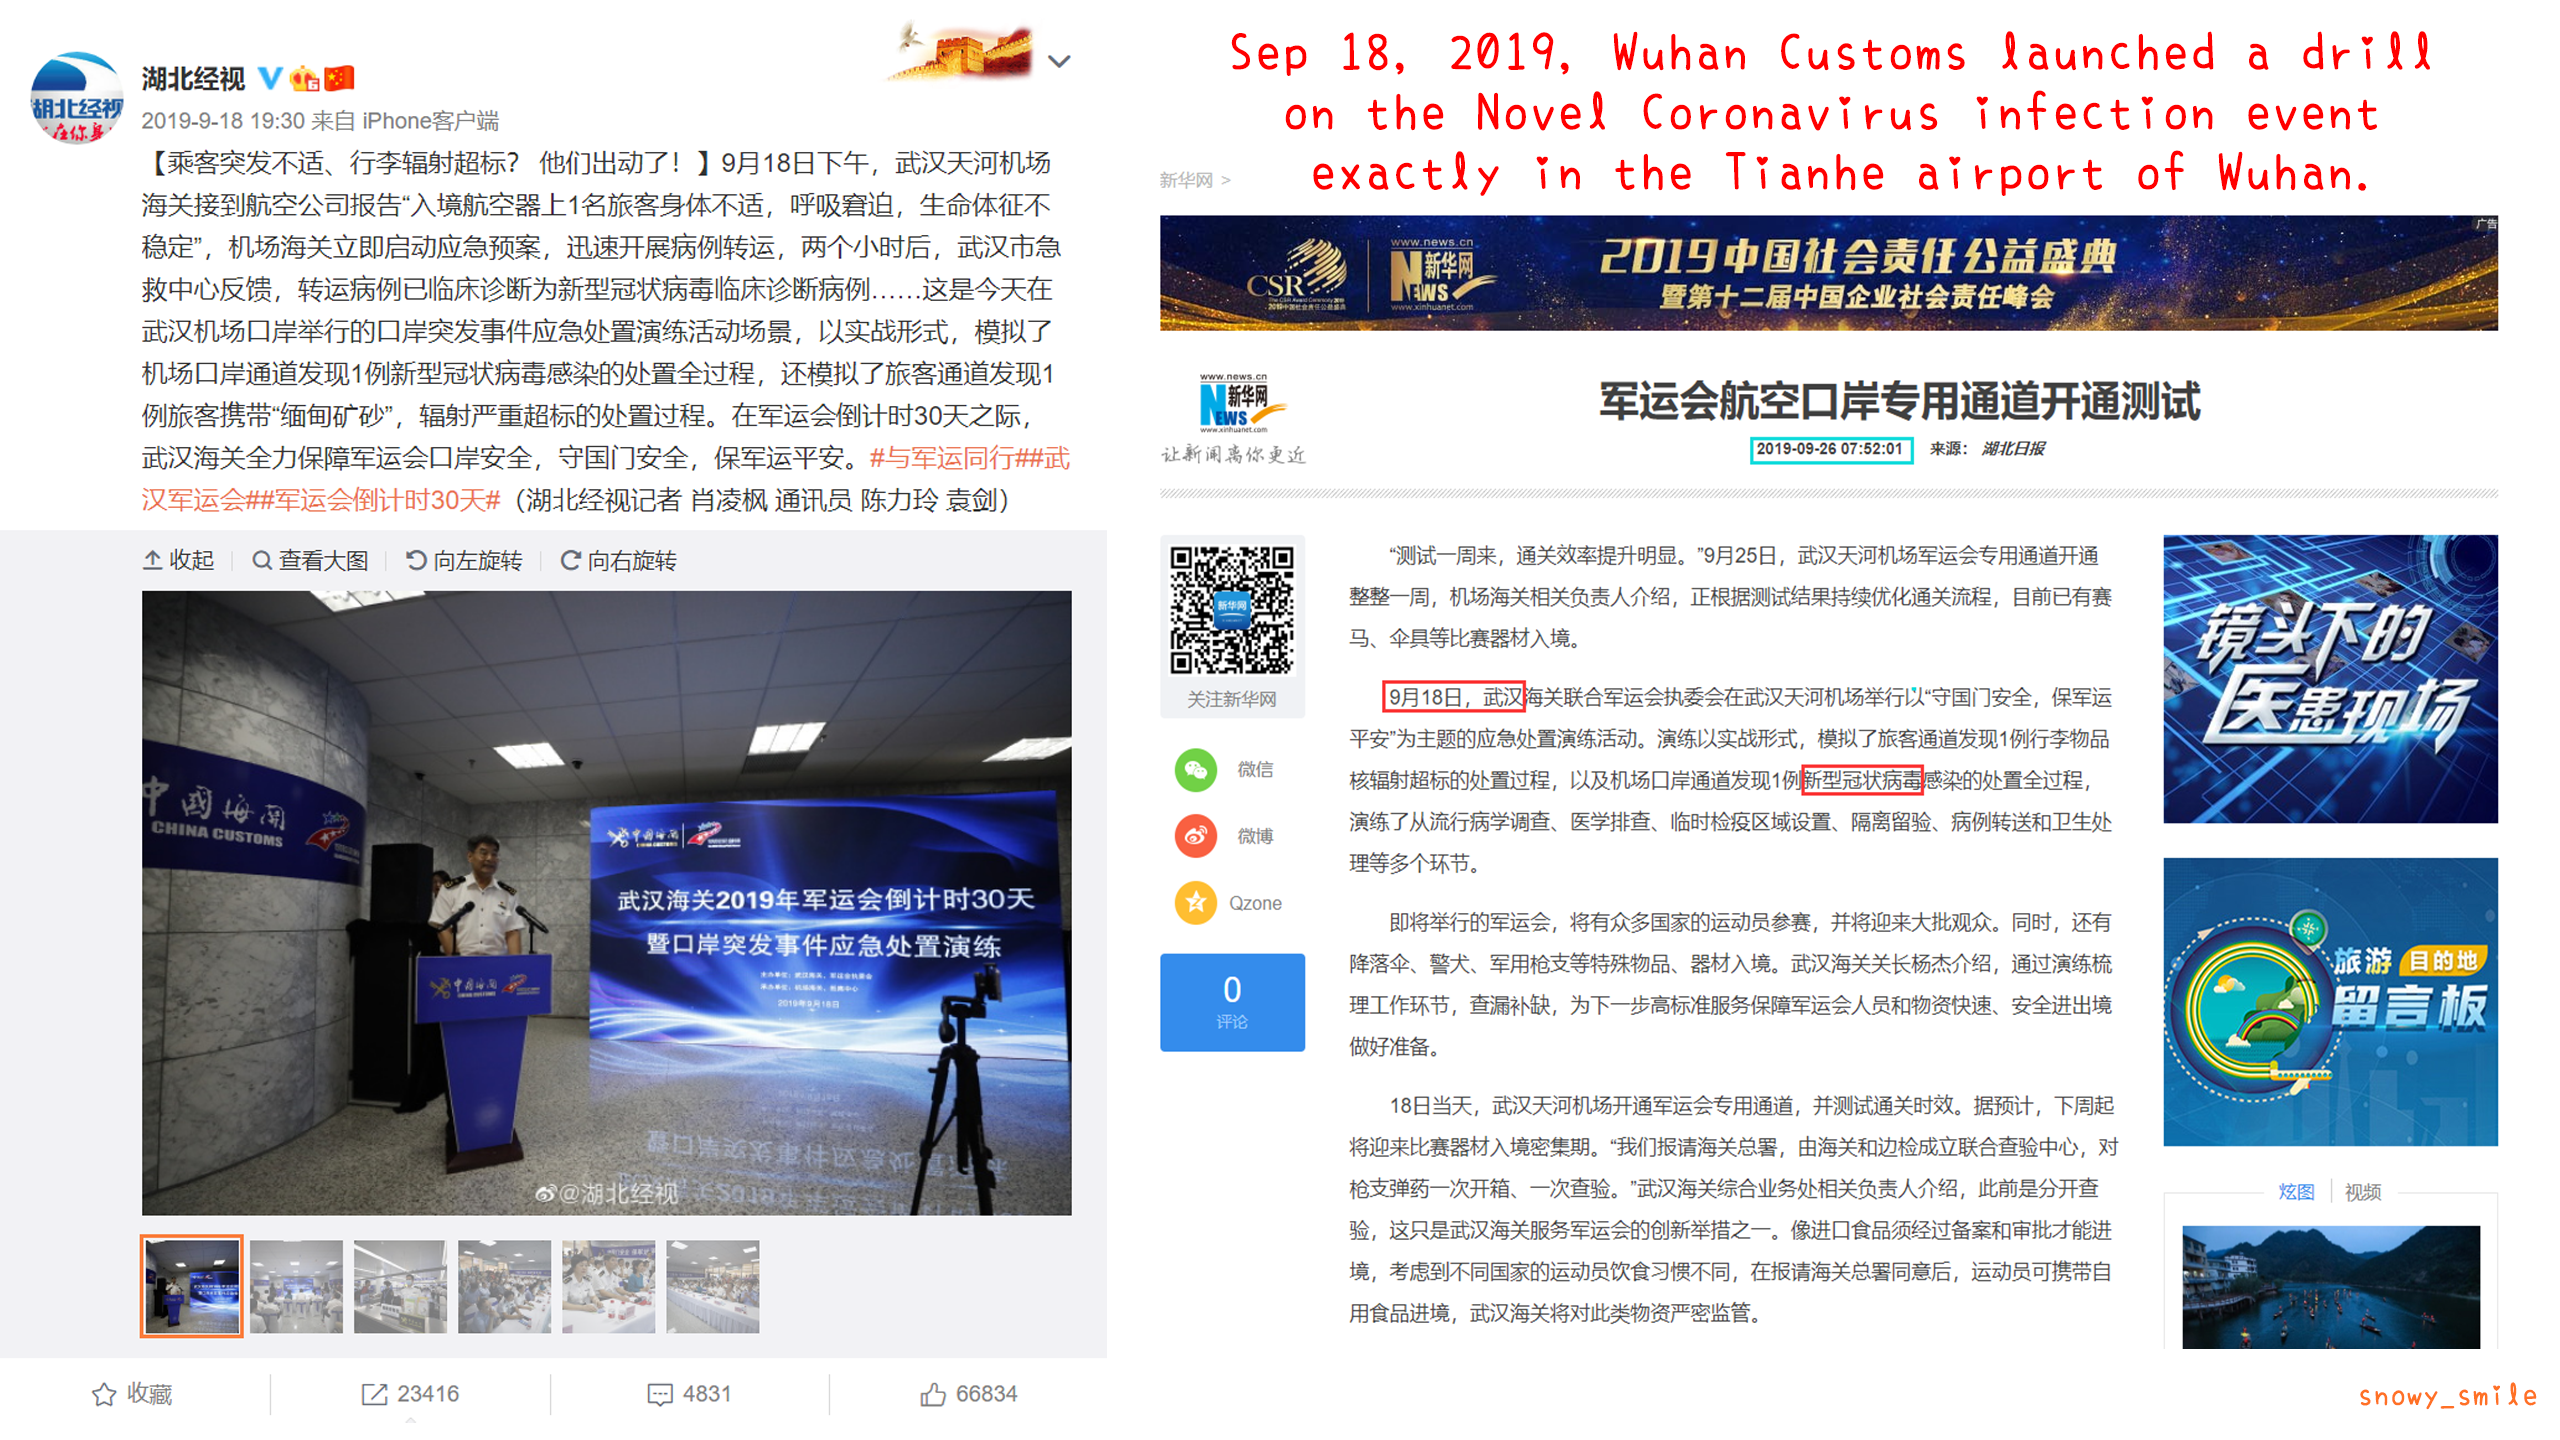 湖北经视
2019-9-18 19:30 来自 iPhone客户端
【乘客突发不适、行李辐射超标？ 他们出动了！】9月18日下午，武汉天河机场
海关接到航空公司报告“入境航空器上1名旅客身体不适，呼吸窘迫，生命体征不
稳定”，机场海关立即启动应急预案，迅速开展病例转运，两个小时后，武汉市急
救中心反馈，转运病例已临床诊断为新型冠状病毒临床诊断病例……这是今天在
武汉机场口岸举行的口岸突发事件应急处置演练活动场景，以实战形式，模拟了
机场口岸通道发现1例新型冠状病毒感染的处置全过程，还模拟了旅客通道发现1
例旅客携带“缅甸矿砂”，辐射严重超标的处置过程。在军运会倒计时30天之际，
武汉海关全力保障军运会口岸安全，守国门安全，保军运平安。#与军运同行##武
汉军运会##军运会倒计时30天#（湖北经视记者 肖凌枫 通讯员 陈力玲 袁剑）
收起
查看大图
向左旋转
向右旋转
中國海關
CHINA CUSTOMS
中國海關
武汉海关2019年军运会倒计时30天
暨口岸突发事件应急处置演练
主办单位：武汉海关、军运会执委会
2019年9月18日
中國海關
@湖北经视
收藏
23416
4831
66834
Sep 18, 2019, Wuhan Customs launched a drill
on the Novel Coronavirus infection event
exactly in the Tianhe airport of Wuhan.
新华网 >
广告
CSR
www.news.cn
新华网
NEWS
www.xinhuanet.com
2019中国社会责任公益盛典
暨第十二届中国企业社会责任峰会
www.news.cn
新华网
NEWS
www.xinhuanet.com
让新闻离你更近
军运会航空口岸专用通道开通测试
2019-09-26 07:52:01 来源： 湖北日报
新华网
关注新华网
微信
微博
Qzone
0
评论
“测试一周来，通关效率提升明显。”9月25日，武汉天河机场军运会专用通道开通
整整一周，机场海关相关负责人介绍，正根据测试结果持续优化通关流程，目前已有赛
马、伞具等比赛器材入境。
9月18日，武汉海关联合军运会执委会在武汉天河机场举行以“守国门安全，保军运
平安”为主题的应急处置演练活动。演练以实战形式，模拟了旅客通道发现1例行李物品
核辐射超标的处置过程，以及机场口岸通道发现1例新型冠状病毒感染的处置全过程，
演练了从流行病学调查、医学排查、临时检疫区域设置、隔离留验、病例转送和卫生处
理等多个环节。
即将举行的军运会，将有众多国家的运动员参赛，并将迎来大批观众。同时，还有
降落伞、警犬、军用枪支等特殊物品、器材入境。武汉海关关长杨杰介绍，通过演练梳
理工作环节，查漏补缺，为下一步高标准服务保障军运会人员和物资快速、安全进出境
做好准备。
18日当天，武汉天河机场开通军运会专用通道，并测试通关时效。据预计，下周起
将迎来比赛器材入境密集期。“我们报请海关总署，由海关和边检成立联合查验中心，对
枪支弹药一次开箱、一次查验。”武汉海关综合业务处相关负责人介绍，此前是分开查
验，这只是武汉海关服务军运会的创新举措之一。像进口食品须经过备案和审批才能进
境，考虑到不同国家的运动员饮食习惯不同，在报请海关总署同意后，运动员可携带自
用食品进境，武汉海关将对此类物资严密监管。
镜头下的
医患现场
旅游 目的地
留言板
炫图
视频
snowy_smile